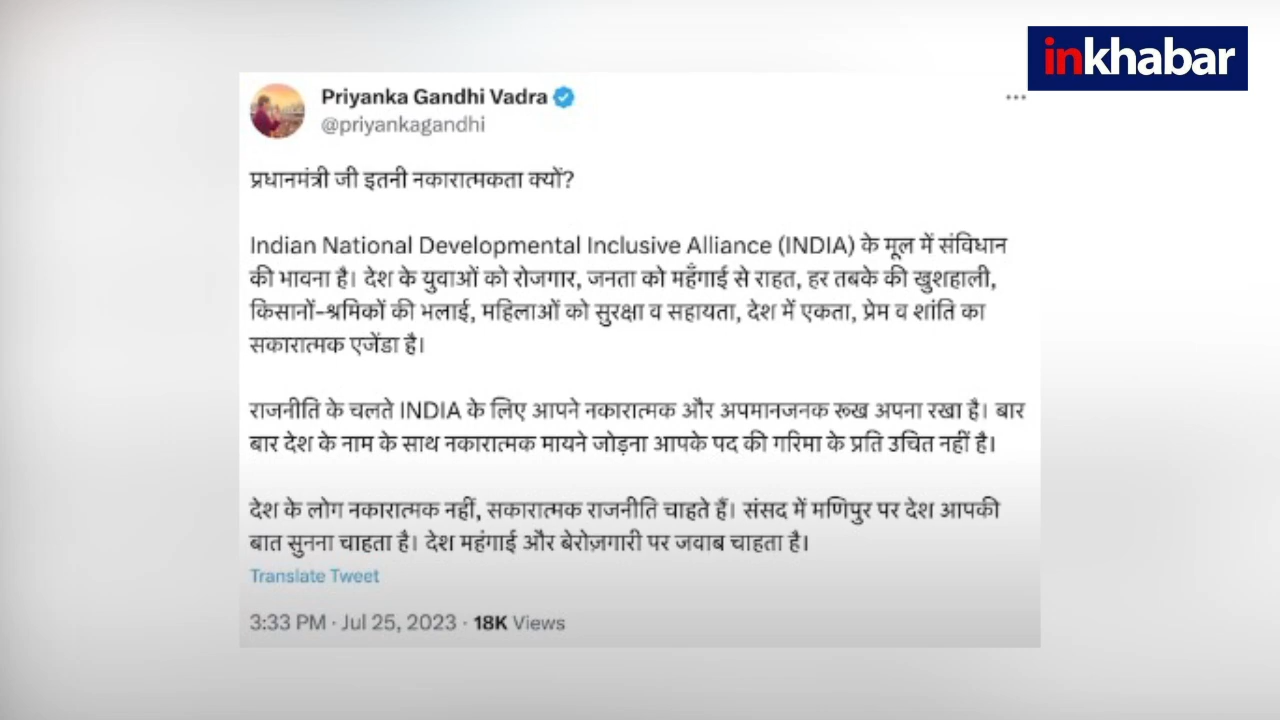 inkhabar
Priyanka Gandhi Vadra
@priyankagandhi
प्रधानमंत्री जी इतनी नकारात्मकता क्यों?
Indian National Developmental Inclusive Alliance (INDIA) के मूल में संविधान
की भावना है। देश के युवाओं को रोजगार, जनता को महँगाई से राहत, हर तबके की खुशहाली,
किसानों-श्रमिकों की भलाई, महिलाओं को सुरक्षा व सहायता, देश में एकता, प्रेम व शांति का
सकारात्मक एजेंडा है।
राजनीति के चलते INDIA के लिए आपने नकारात्मक और अपमानजनक रूख अपना रखा है। बार
बार देश के नाम के साथ नकारात्मक मायने जोड़ना आपके पद की गरिमा के प्रति उचित नहीं है।
देश के लोग नकारात्मक नहीं, सकारात्मक राजनीति चाहते हैं। संसद में मणिपुर पर देश आपकी
बात सुनना चाहता है। देश महंगाई और बेरोज़गारी पर जवाब चाहता है।
Translate Tweet
3:33 PM · Jul 25, 2023 · 18K Views